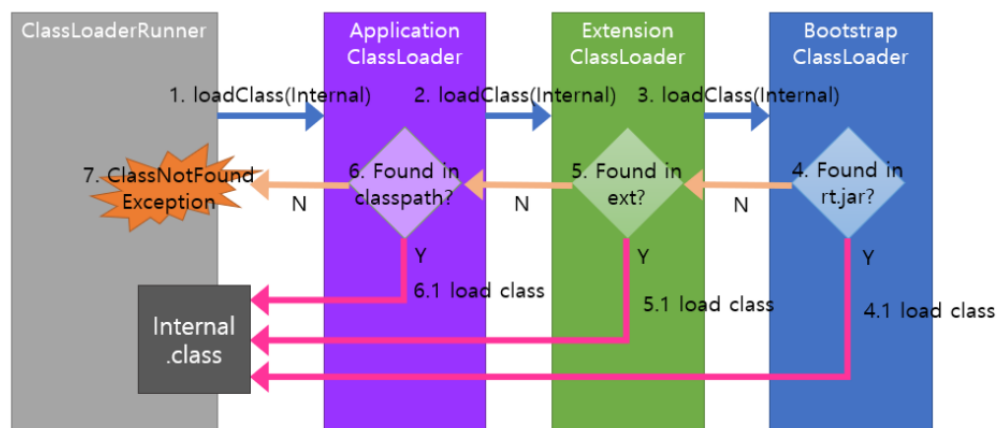 ClassLoaderRunner
Application
ClassLoader
Extension
ClassLoader
Bootstrap
ClassLoader
1. loadClass(Internal)
2. loadClass(Internal)
3. loadClass(Internal)
7. ClassNotFound
Exception
N
6. Found in
classpath?
N
5. Found in
ext?
N
4. Found in
rt.jar?
Y
Y
Y
6.1 load class
5.1 load class
4.1 load class
Internal
.class